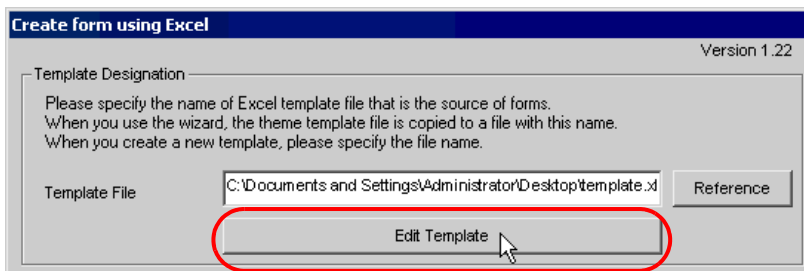 Create form using Excel
Version 1.22
Template Designation
Please specify the name of Excel template file that is the source of forms.
When you use the wizard, the theme template file is copied to a file with this name.
When you create a new template, please specify the file name.
Template File C:\Documents and Settings\Administrator\Desktop\template.xl Reference
Edit Template